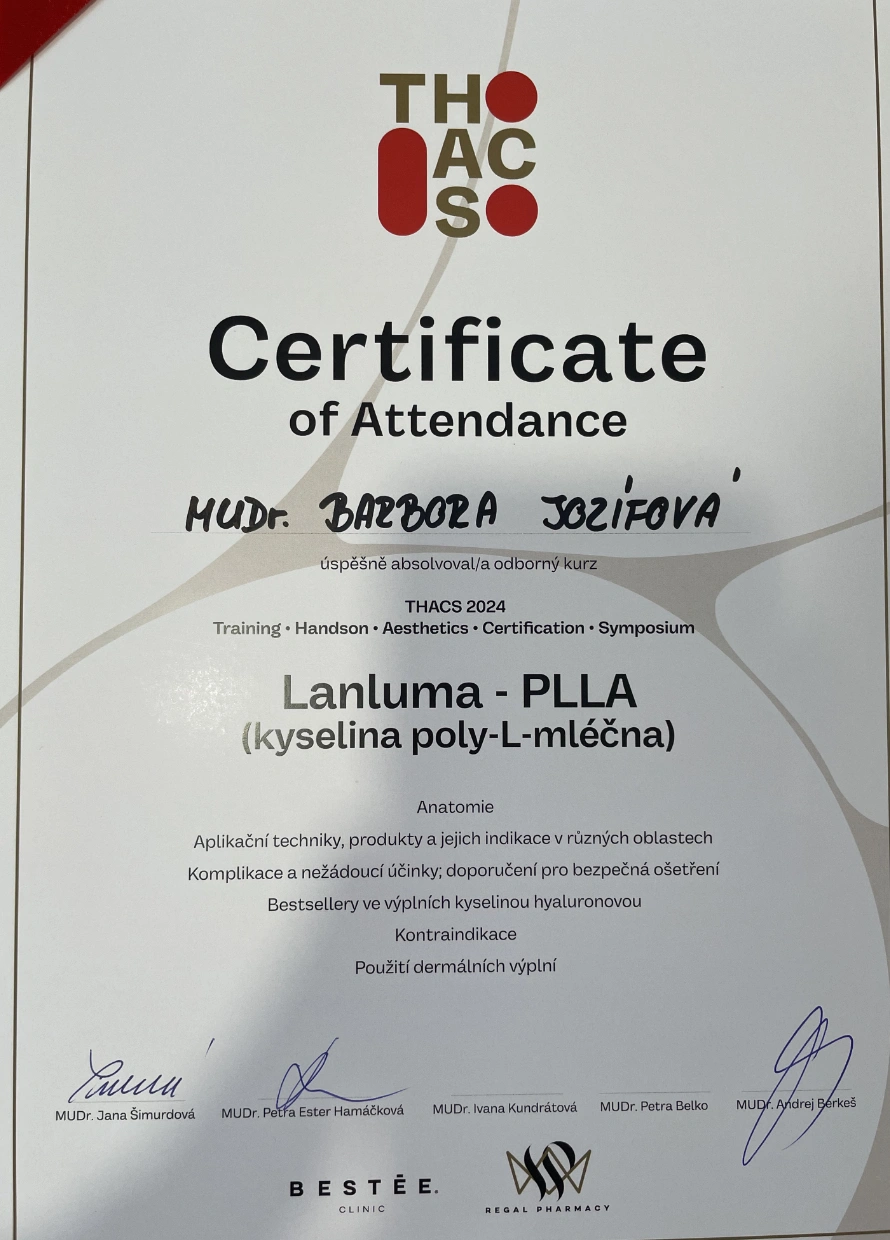 TH
AC
S
Certificate
of Attendance
MUDr. BARBORA JOZÍFOVÁ
úspěšně absolvoval/a odborný kurz
THACS 2024
Training • Handson • Aesthetics • Certification • Symposium
Lanluma - PLLA
(kyselina poly-L-mléčna)
Anatomie
Aplikační techniky, produkty a jejich indikace v různých oblastech
Komplikace a nežádoucí účinky; doporučení pro bezpečná ošetření
Bestsellery ve výplních kyselinou hyaluronovou
Kontraindikace
Použití dermálních výplní
MUDr. Jana Šimurdová MUDr. Petra Ester Hamáčková MUDr. Ivana Kundrátová MUDr. Petra Belko MUDr. Andrej Berkeš
BESTĒE.
CLINIC
REGAL PHARMACY